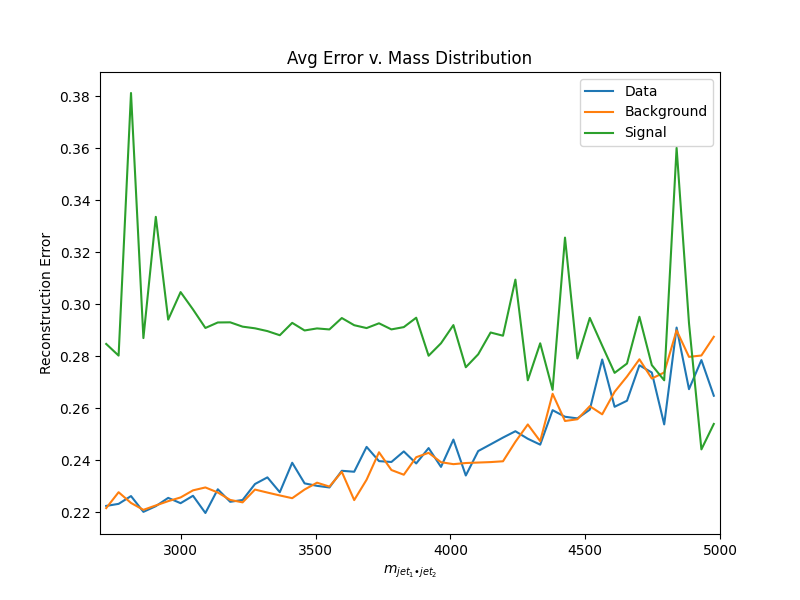 Avg Error v. Mass Distribution
Data
Background
Signal
0.38
0.36
0.34
0.32
0.30
0.28
0.26
0.24
0.22
Reconstruction Error
3000 3500 4000 4500 5000
m_{jet_1•jet_2}